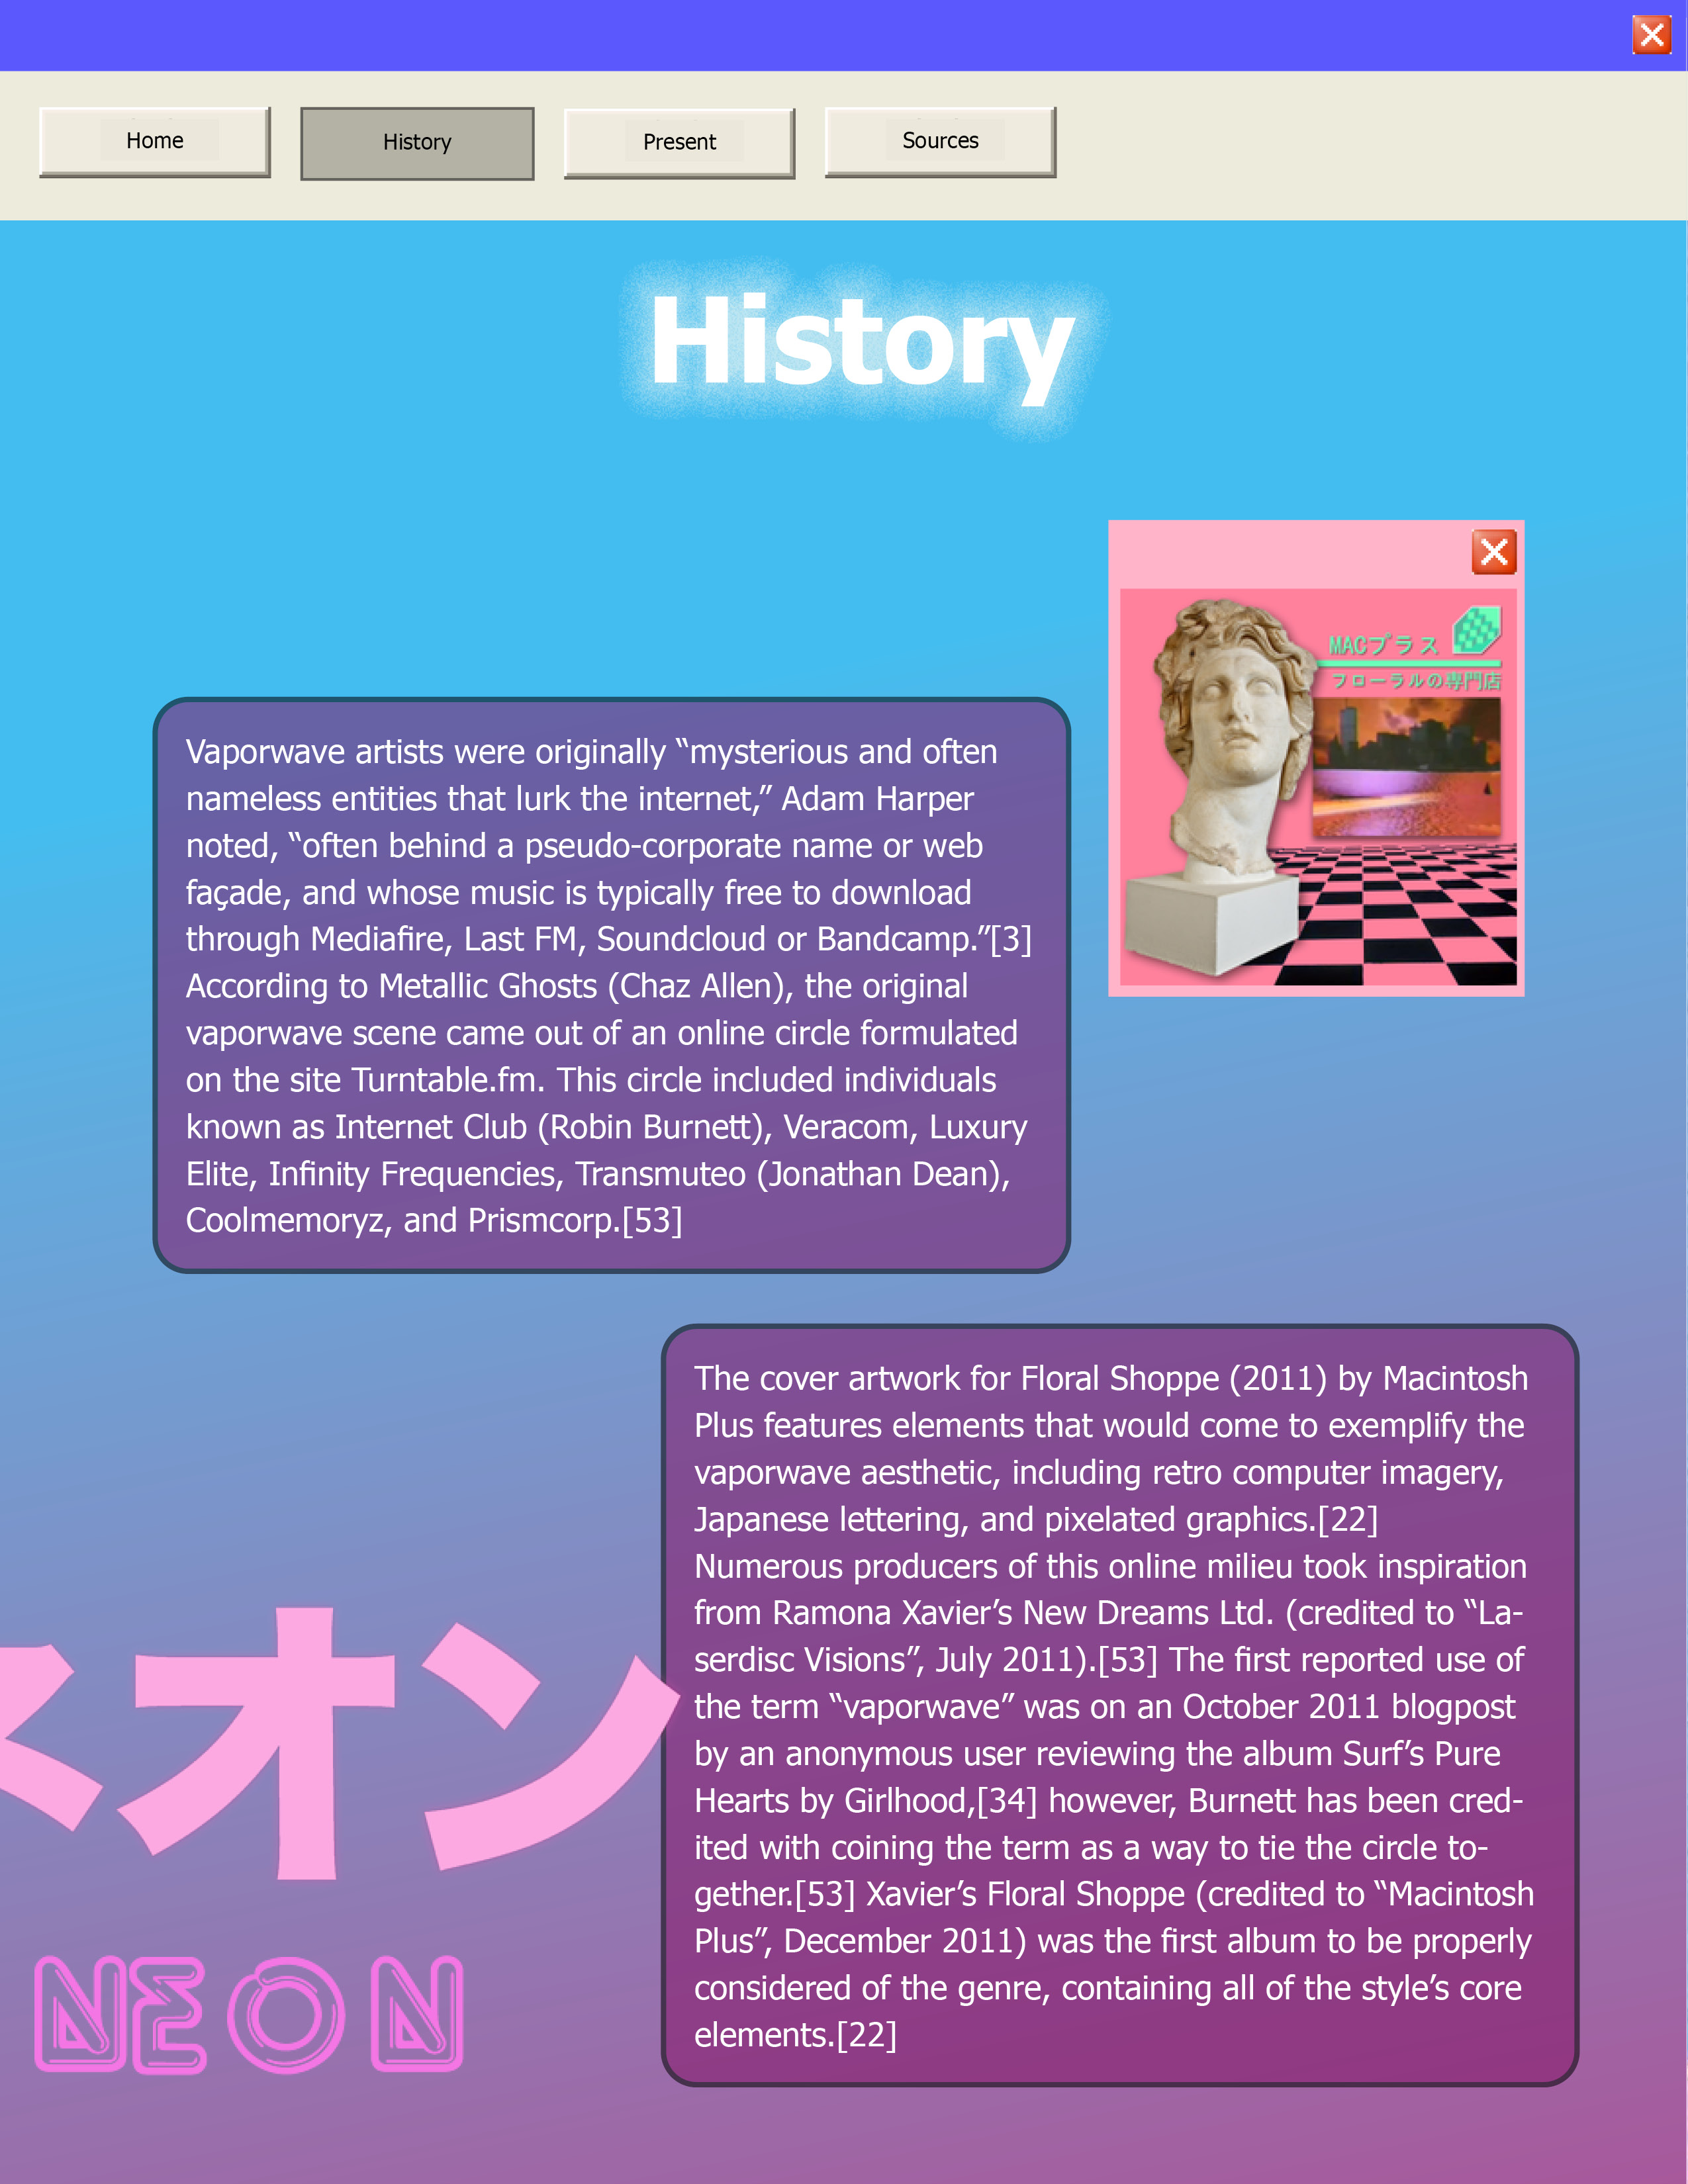 Home
History
Present
Sources
History
MACプラス
フローラルの専門店
Vaporwave artists were originally “mysterious and often
nameless entities that lurk the internet,” Adam Harper
noted, “often behind a pseudo-corporate name or web
façade, and whose music is typically free to download
through Mediafire, Last FM, Soundcloud or Bandcamp.”[3]
According to Metallic Ghosts (Chaz Allen), the original
vaporwave scene came out of an online circle formulated
on the site Turntable.fm. This circle included individuals
known as Internet Club (Robin Burnett), Veracom, Luxury
Elite, Infinity Frequencies, Transmuteo (Jonathan Dean),
Coolmemoryz, and Prismcorp.[53]
The cover artwork for Floral Shoppe (2011) by Macintosh
Plus features elements that would come to exemplify the
vaporwave aesthetic, including retro computer imagery,
Japanese lettering, and pixelated graphics.[22]
Numerous producers of this online milieu took inspiration
from Ramona Xavier’s New Dreams Ltd. (credited to “La-
serdisc Visions”, July 2011).[53] The first reported use of
the term “vaporwave” was on an October 2011 blogpost
by an anonymous user reviewing the album Surf’s Pure
Hearts by Girlhood,[34] however, Burnett has been cred-
ited with coining the term as a way to tie the circle to-
gether.[53] Xavier’s Floral Shoppe (credited to “Macintosh
Plus”, December 2011) was the first album to be properly
considered of the genre, containing all of the style’s core
elements.[22]
オン
NEON